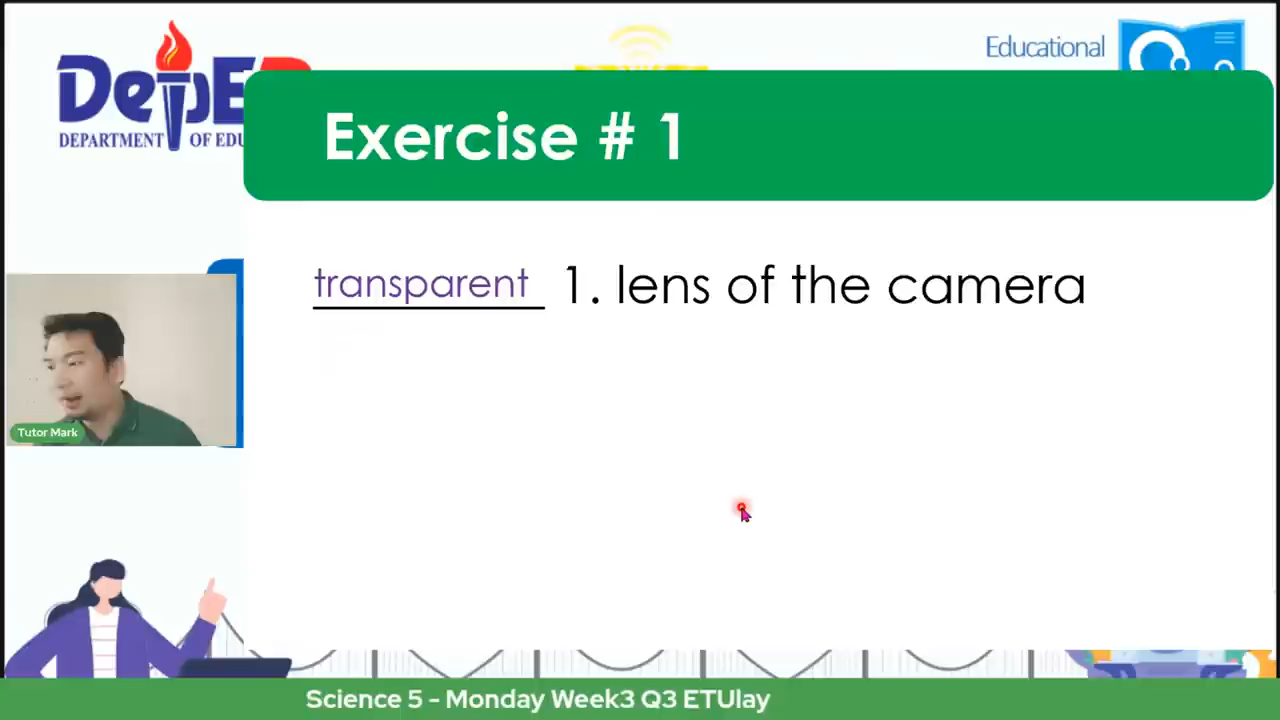 DepE
DEPARTMENT OF EDU
Educational
Exercise # 1
transparent 1. lens of the camera
Tutor Mark
Science 5 - Monday Week3 Q3 ETUlay